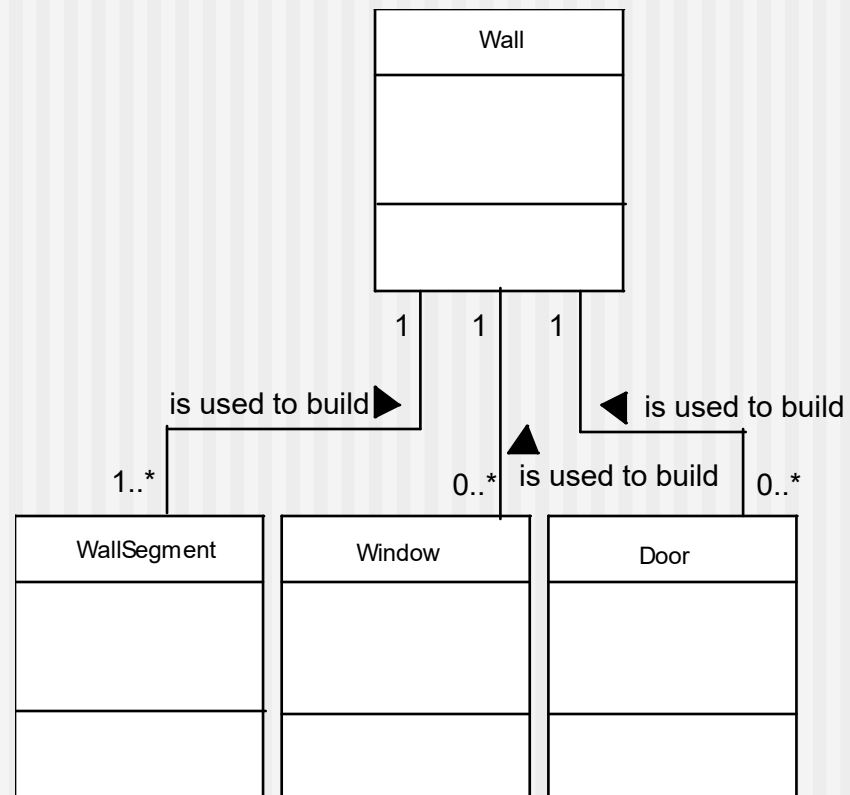 Wall
1 1 1
is used to build
is used to build
is used to build
1..*
0..*
0..*
WallSegment
Window
Door